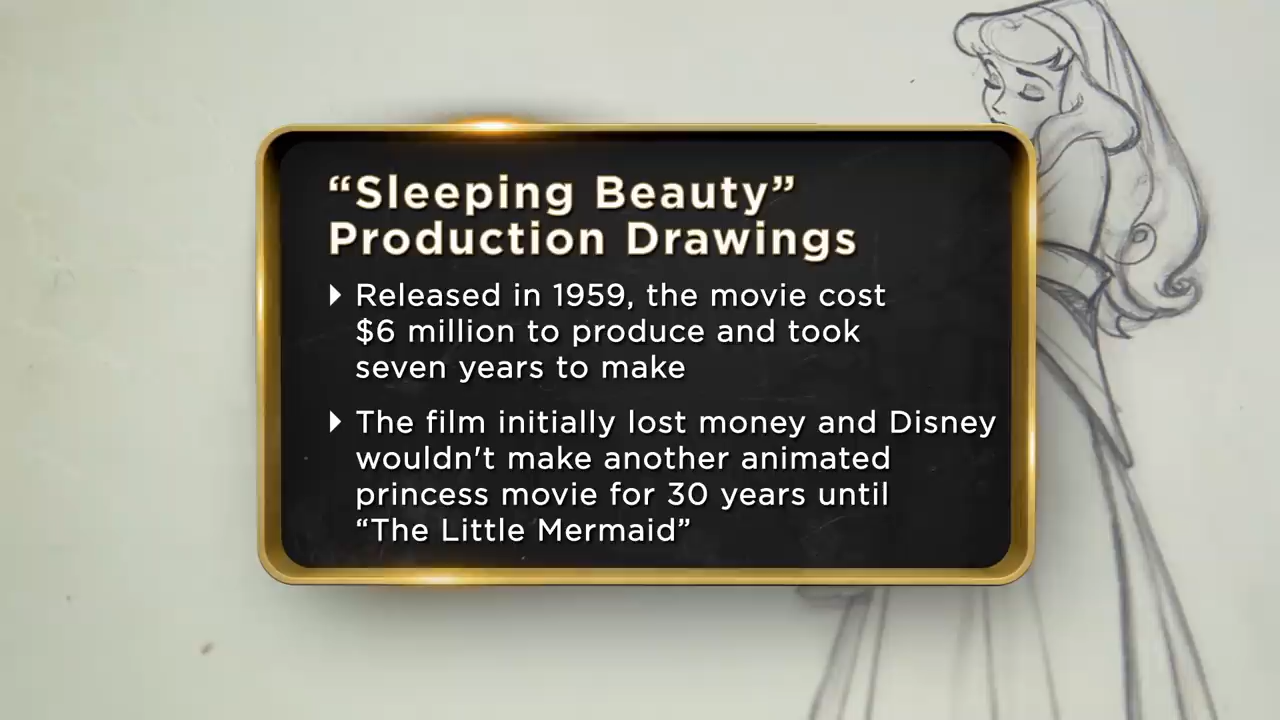 “Sleeping Beauty”
Production Drawings
Released in 1959, the movie cost
$6 million to produce and took
seven years to make
The film initially lost money and Disney
wouldn't make another animated
princess movie for 30 years until
“The Little Mermaid”